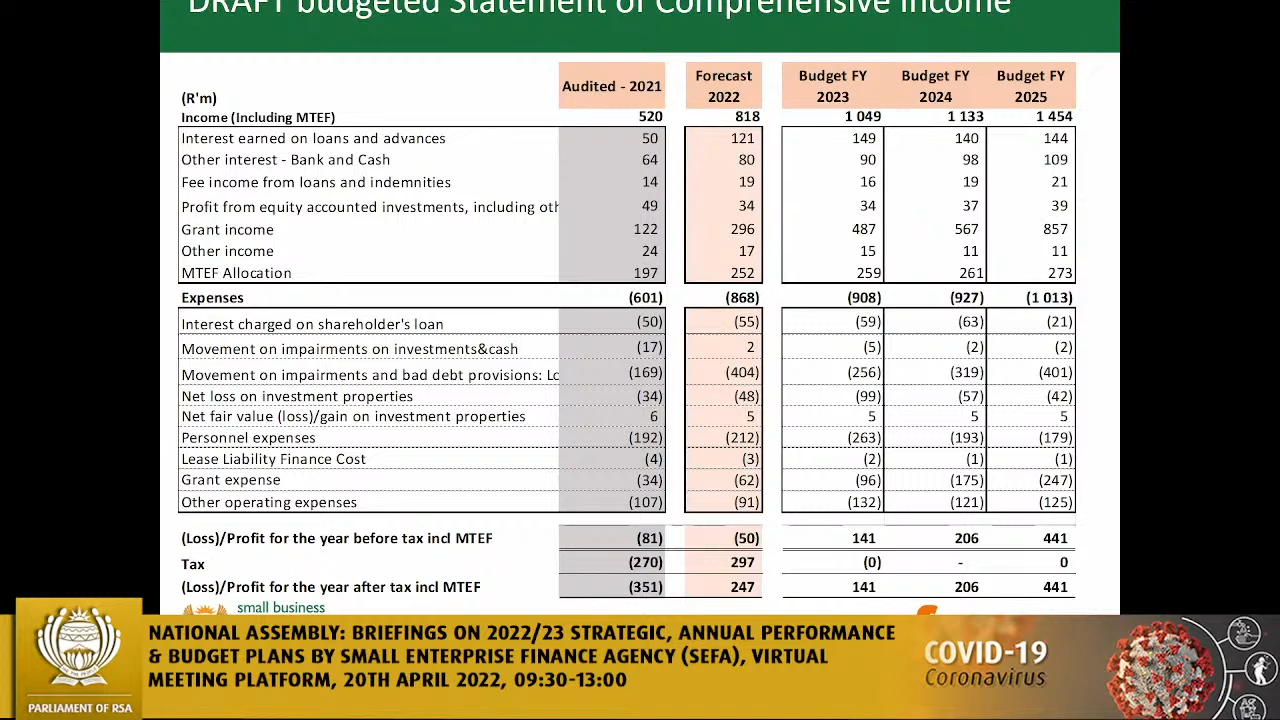 DRAFT budgeted Statement of Comprehensive Income
(R'm) Audited - 2021 Forecast 2022 Budget FY 2023 Budget FY 2024 Budget FY 2025
Income (Including MTEF) 520 818 1 049 1 133 1 454
Interest earned on loans and advances 50 121 149 140 144
Other interest - Bank and Cash 64 80 90 98 109
Fee income from loans and indemnities 14 19 16 19 21
Profit from equity accounted investments, including oth 49 34 34 37 39
Grant income 122 296 487 567 857
Other income 24 17 15 11 11
MTEF Allocation 197 252 259 261 273
Expenses (601) (868) (908) (927) (1 013)
Interest charged on shareholder's loan (50) (55) (59) (63) (21)
Movement on impairments on investments&cash (17) 2 (5) (2) (2)
Movement on impairments and bad debt provisions: Lo (169) (404) (256) (319) (401)
Net loss on investment properties (34) (48) (99) (57) (42)
Net fair value (loss)/gain on investment properties 6 5 5 5 5
Personnel expenses (192) (212) (263) (193) (179)
Lease Liability Finance Cost (4) (3) (2) (1) (1)
Grant expense (34) (62) (96) (175) (247)
Other operating expenses (107) (91) (132) (121) (125)
(Loss)/Profit for the year before tax incl MTEF (81) (50) 141 206 441
Tax (270) 297 (0) - 0
(Loss)/Profit for the year after tax incl MTEF (351) 247 141 206 441
small business
NATIONAL ASSEMBLY: BRIEFINGS ON 2022/23 STRATEGIC, ANNUAL PERFORMANCE
& BUDGET PLANS BY SMALL ENTERPRISE FINANCE AGENCY (SEFA), VIRTUAL
MEETING PLATFORM, 20TH APRIL 2022, 09:30-13:00
PARLIAMENT OF RSA
COVID-19
Coronavirus